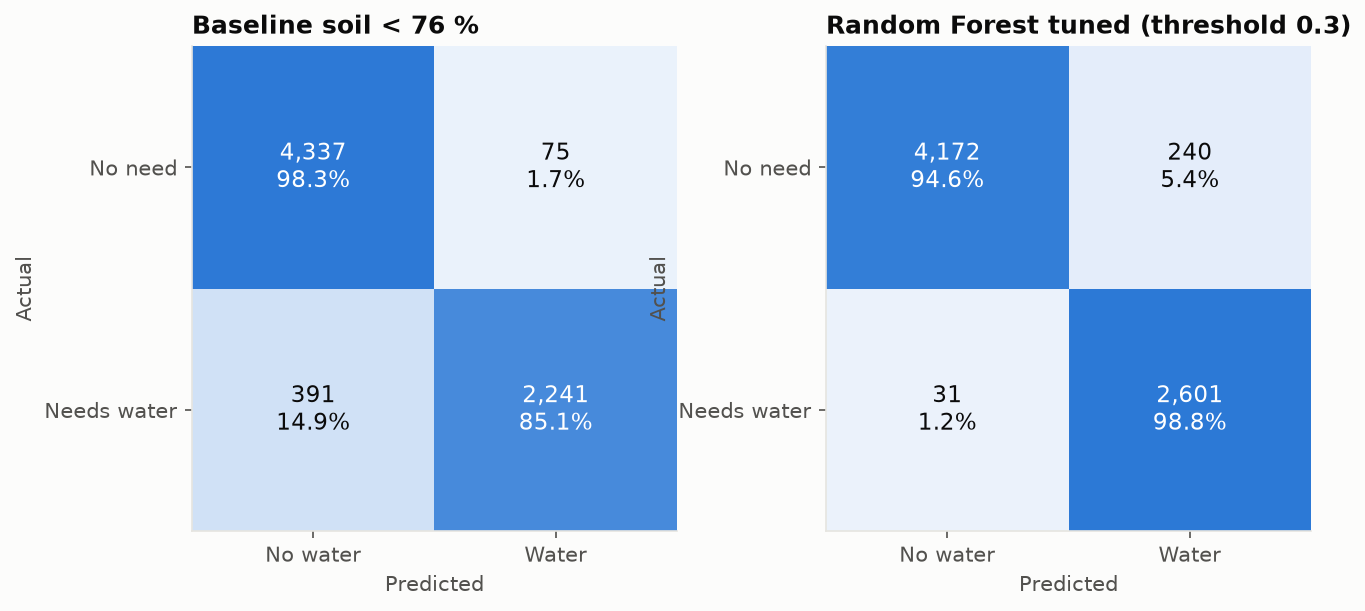 Baseline soil < 76 %
Actual
No need
Needs water
4,337
98.3%
75
1.7%
391
14.9%
2,241
85.1%
No water
Water
Predicted
Random Forest tuned (threshold 0.3)
Actual
No need
Needs water
4,172
94.6%
240
5.4%
31
1.2%
2,601
98.8%
No water
Water
Predicted